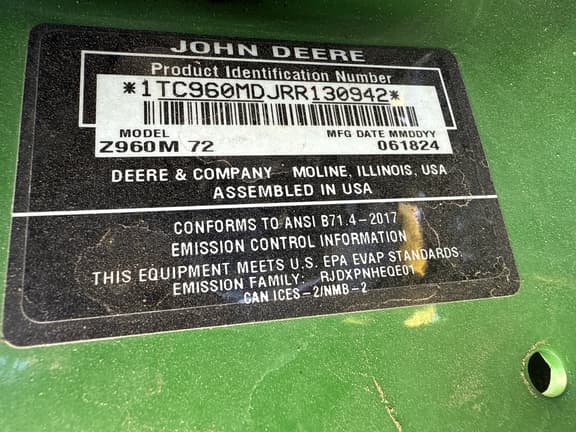 JOHN DEERE
Product Identification Number
*1TC960MDJRR130942*
MODEL MFG DATE MMDDYY
Z960M 72 061824
DEERE & COMPANY MOLINE, ILLINOIS, USA
ASSEMBLED IN USA
CONFORMS TO ANSI B71.4-2017
EMISSION CONTROL INFORMATION
THIS EQUIPMENT MEETS U.S. EPA EVAP STANDARDS:
EMISSION FAMILY: RJDXPNHEQE01
CAN ICES-2/NMB-2